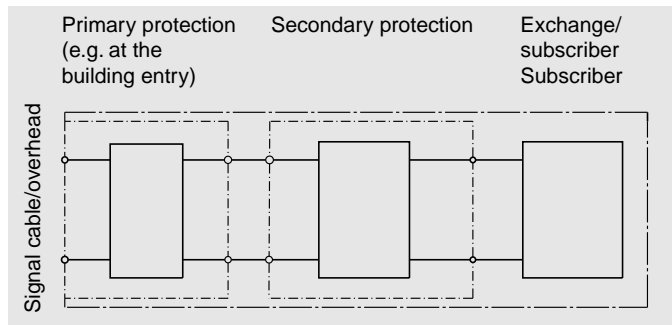 Primary protection
(e.g. at the
building entry)
Secondary protection
Exchange/
subscriber
Subscriber
Signal cable/overhead